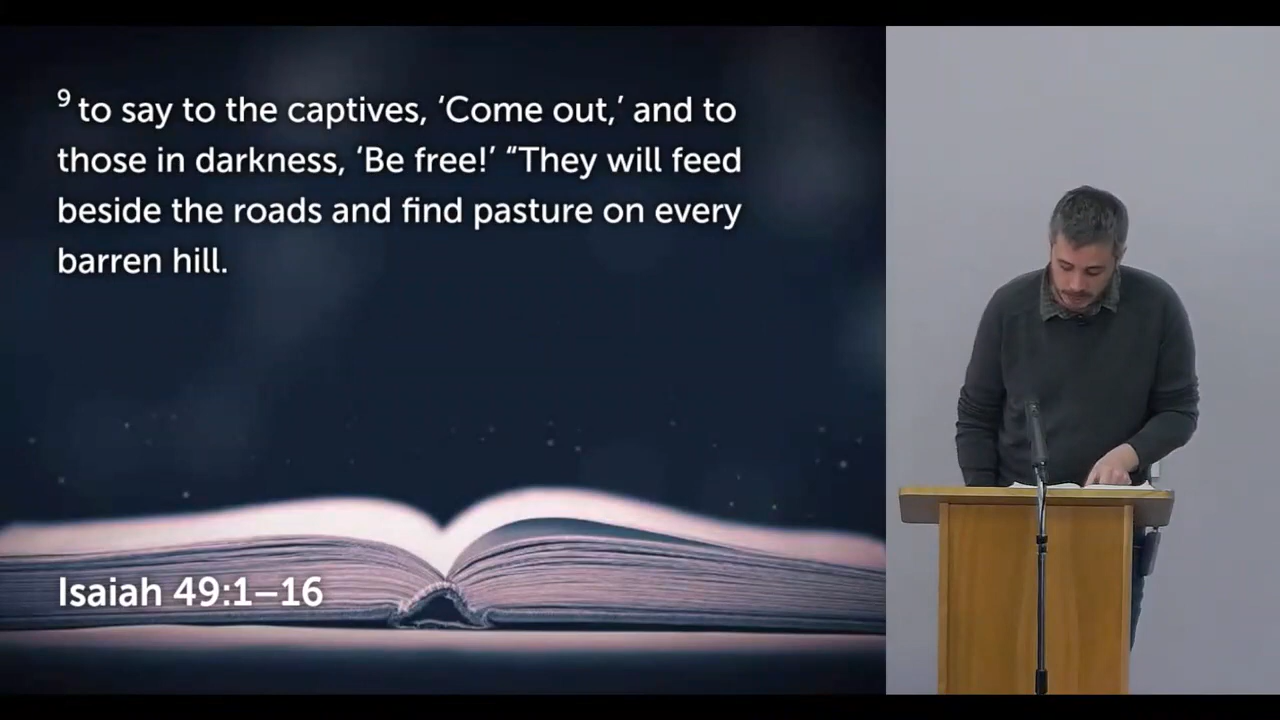 9 to say to the captives, ‘Come out,’ and to
those in darkness, ‘Be free!’ “They will feed
beside the roads and find pasture on every
barren hill.
Isaiah 49:1–16